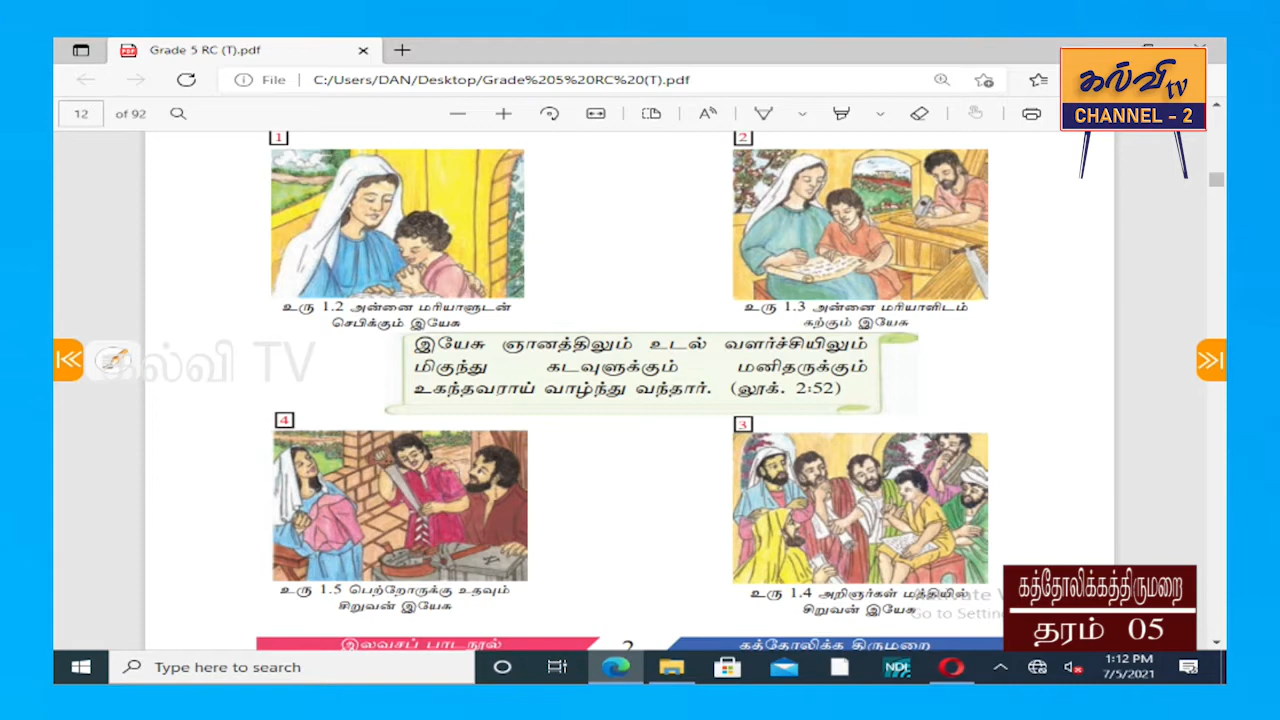 Grade 5 RC (T).pdf
File
C:/Users/DAN/Desktop/Grade%205%20RC%20(T).pdf
கல்வி tv
CHANNEL - 2
12 of 92
1
2
உரு 1.2 அன்னை மரியாளுடன்
செபிக்கும் இயேசு
உரு 1.3 அன்னை மரியாளிடம்
கற்கும் இயேசு
கல்வி TV
இயேசு ஞானத்திலும் உடல் வளர்ச்சியிலும்
மிகுந்து கடவுளுக்கும் மனிதருக்கும்
உகந்தவராய் வாழ்ந்து வந்தார். (லூக். 2:52)
4
3
உரு 1.5 பெற்றோருக்கு உதவும்
சிறுவன் இயேசு
உரு 1.4 அறிஞர்கள் மத்தியில்
சிறுவன் இயேசு
Go to Settin
கத்தோலிக்கத்திருமறை
தரம் 05
இலவசப் பாடநூல்
2
கத்தோலிக்க திருமறை
Type here to search
NDI
1:12 PM
7/5/2021